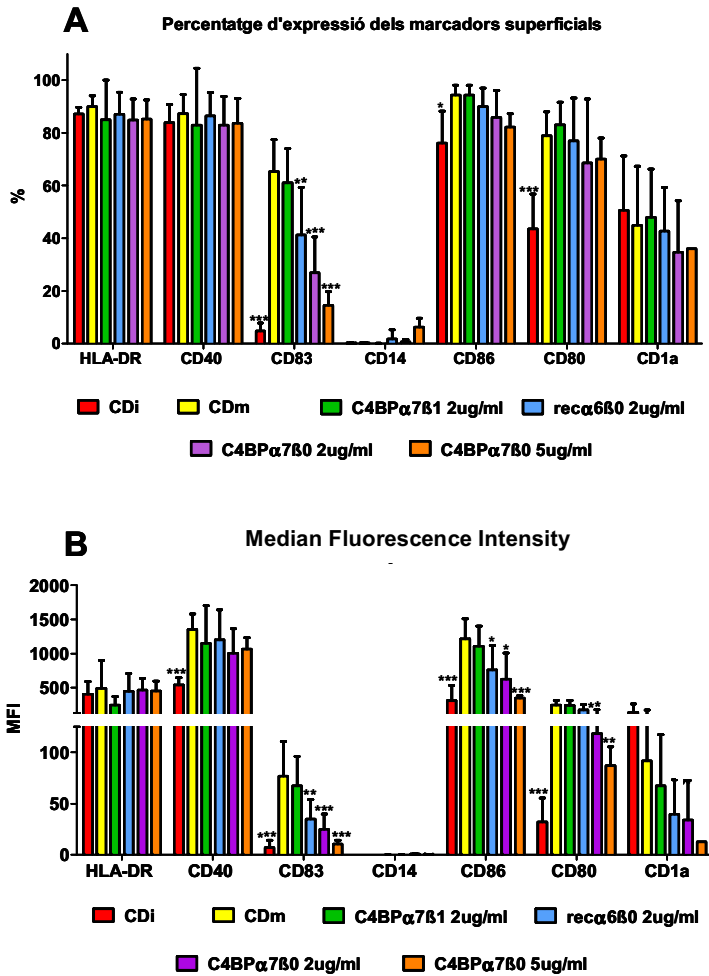 A
Percentatge d'expressió dels marcadors superficials
100
80
60
40
20
0
%
* 
***
**
***
***
***
HLA-DR CD40 CD83 CD14 CD86 CD80 CD1a
CDi CDm C4BPα7ß1 2ug/ml recα6ß0 2ug/ml
C4BPα7ß0 2ug/ml C4BPα7ß0 5ug/ml
B
Median Fluorescence Intensity
2000
1500
1000
500
100
50
0
MFI
***
***
**
***
***
***
*
*
***
***
**
**
HLA-DR CD40 CD83 CD14 CD86 CD80 CD1a
CDi CDm C4BPα7ß1 2ug/ml recα6ß0 2ug/ml
C4BPα7ß0 2ug/ml C4BPα7ß0 5ug/ml